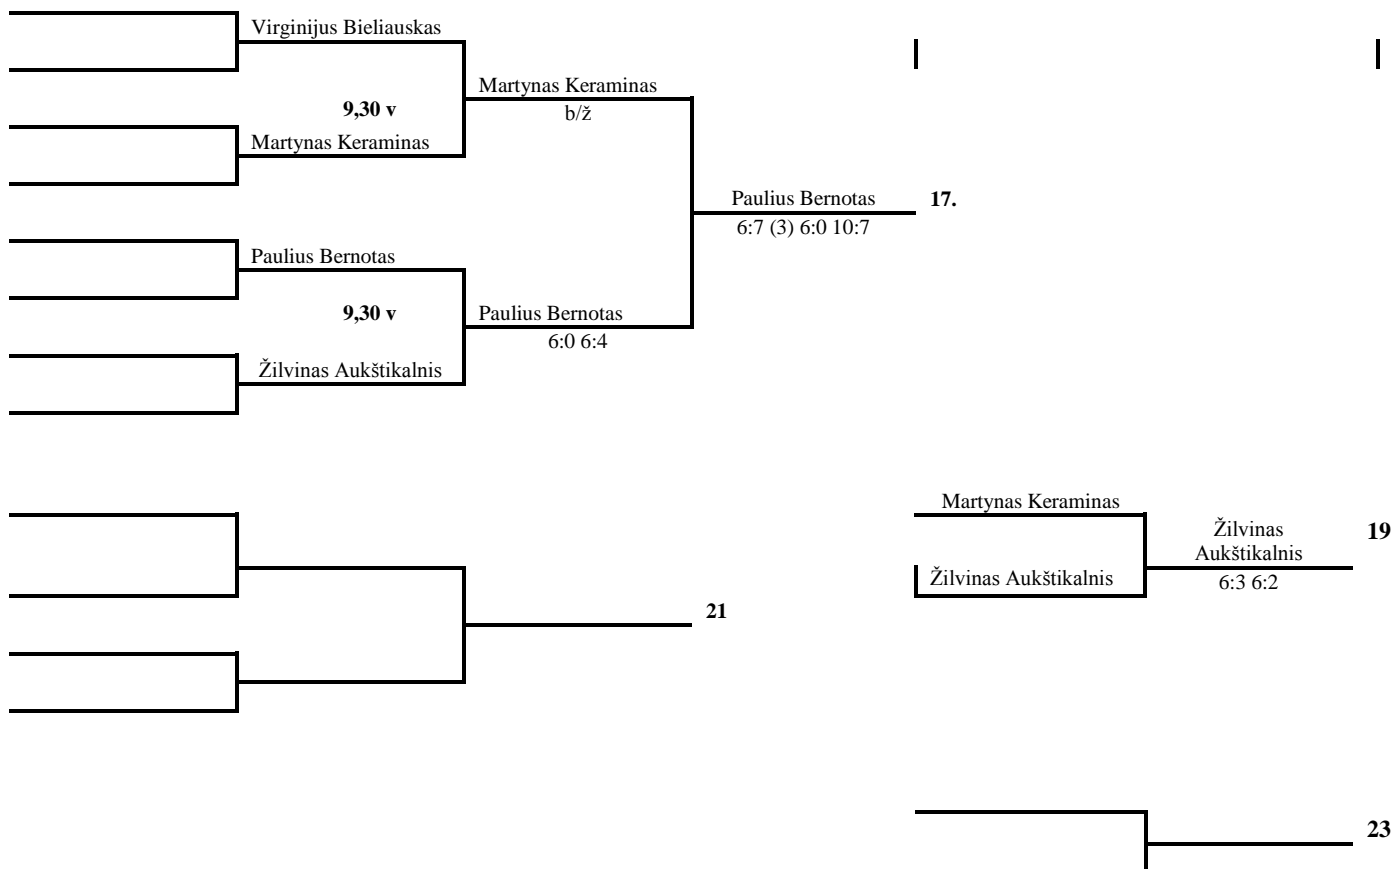 Virginijus Bieliauskas
Martynas Keraminas
9,30 v
b/ž
Martynas Keraminas
Paulius Bernotas
17.
6:7 (3) 6:0 10:7
Paulius Bernotas
9,30 v
Paulius Bernotas
6:0 6:4
Žilvinas Aukštikalnis
Martynas Keraminas
Žilvinas
Aukštikalnis
19
Žilvinas Aukštikalnis
6:3 6:2
21
23